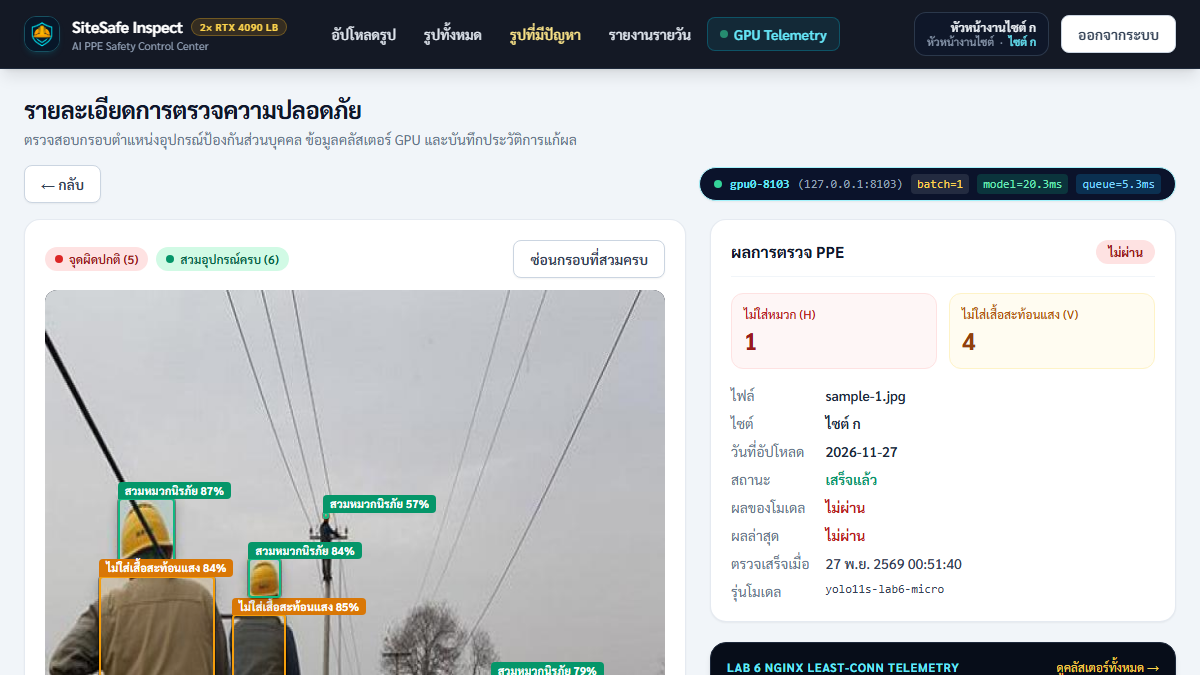 SiteSafe Inspect 2x RTX 4090 LB
AI PPE Safety Control Center
อัปโหลดรูป รูปทั้งหมด รูปที่มีปัญหา รายงานรายวัน GPU Telemetry
หัวหน้างานไซต์ ก
หัวหน้างานไซต์ · ไซต์ ก
ออกจากระบบ
รายละเอียดการตรวจความปลอดภัย
ตรวจสอบกรอบตำแหน่งอุปกรณ์ป้องกันส่วนบุคคล ข้อมูลคลัสเตอร์ GPU และบันทึกประวัติการแก้ผล
← กลับ
gpu0-8103 (127.0.0.1:8103) batch=1 model=20.3ms queue=5.3ms
จุดผิดปกติ (5) สวมอุปกรณ์ครบ (6)
ซ่อนกรอบที่สวมครบ
สวมหมวกนิรภัย 87%
สวมหมวกนิรภัย 57%
สวมหมวกนิรภัย 84%
ไม่ใส่เสื้อสะท้อนแสง 84%
ไม่ใส่เสื้อสะท้อนแสง 85%
สวมหมวกนิรภัย 79%
ผลการตรวจ PPE ไม่ผ่าน
ไม่ใส่หมวก (H)
1
ไม่ใส่เสื้อสะท้อนแสง (V)
4
ไฟล์ sample-1.jpg
ไซต์ ไซต์ ก
วันที่อัปโหลด 2026-11-27
สถานะ เสร็จแล้ว
ผลของโมเดล ไม่ผ่าน
ผลล่าสุด ไม่ผ่าน
ตรวจเสร็จเมื่อ 27 พ.ย. 2569 00:51:40
รุ่นโมเดล yolo11s-lab6-micro
LAB 6 NGINX LEAST-CONN TELEMETRY ดูคลัสเตอร์ทั้งหมด →